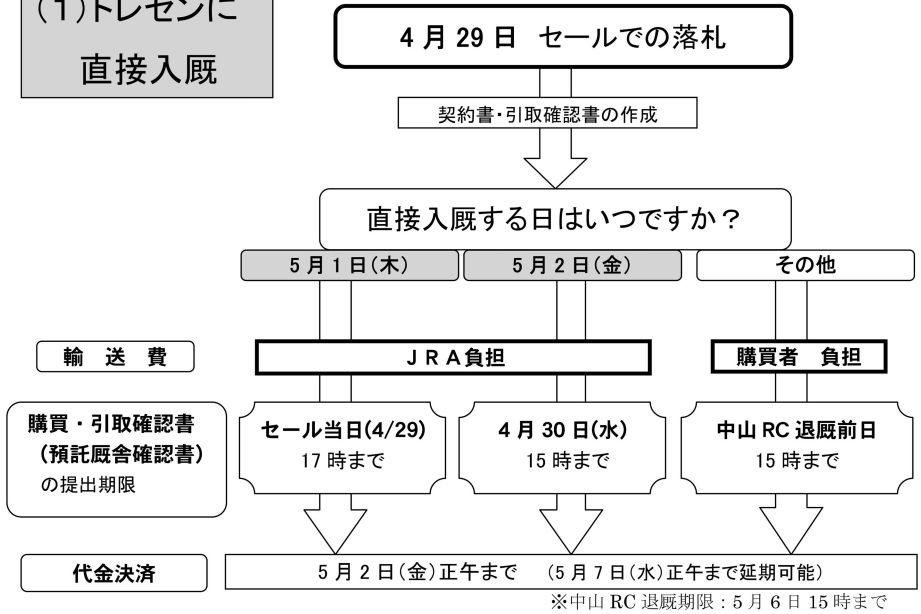 (1)トレセンに
直接入厩
4月29日 セールでの落札
契約書・引取確認書の作成
直接入厩する日はいつですか？
5月1日(木)
5月2日(金)
その他
輸 送 費
JRA負担
購買者 負担
購買・引取確認書
(預託厩舎確認書)
の提出期限
セール当日(4/29)
17時まで
4月30日(水)
15時まで
中山RC退厩前日
15時まで
代金決済
5月2日(金)正午まで (5月7日(水)正午まで延期可能)
※中山RC退厩期限：5月6日15時まで